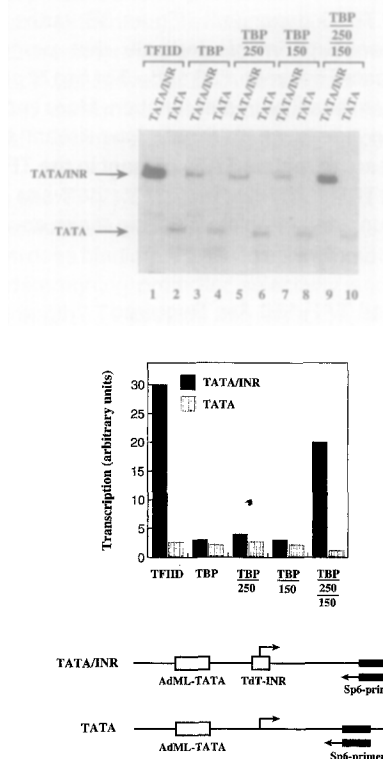 TFIID TBP TBP/250 TBP/150 TBP/250/150
TATA/INR TATA TATA/INR TATA TATA/INR TATA TATA/INR TATA TATA/INR TATA
TATA/INR
TATA
1 2 3 4 5 6 7 8 9 10
Transcription (arbitrary units)
30
25
20
15
10
5
0
TATA/INR
TATA
TFIID TBP TBP/250 TBP/150 TBP/250/150
TATA/INR
AdML-TATA TdT-INR
Sp6-prim
TATA
AdML-TATA
Sp6-primer